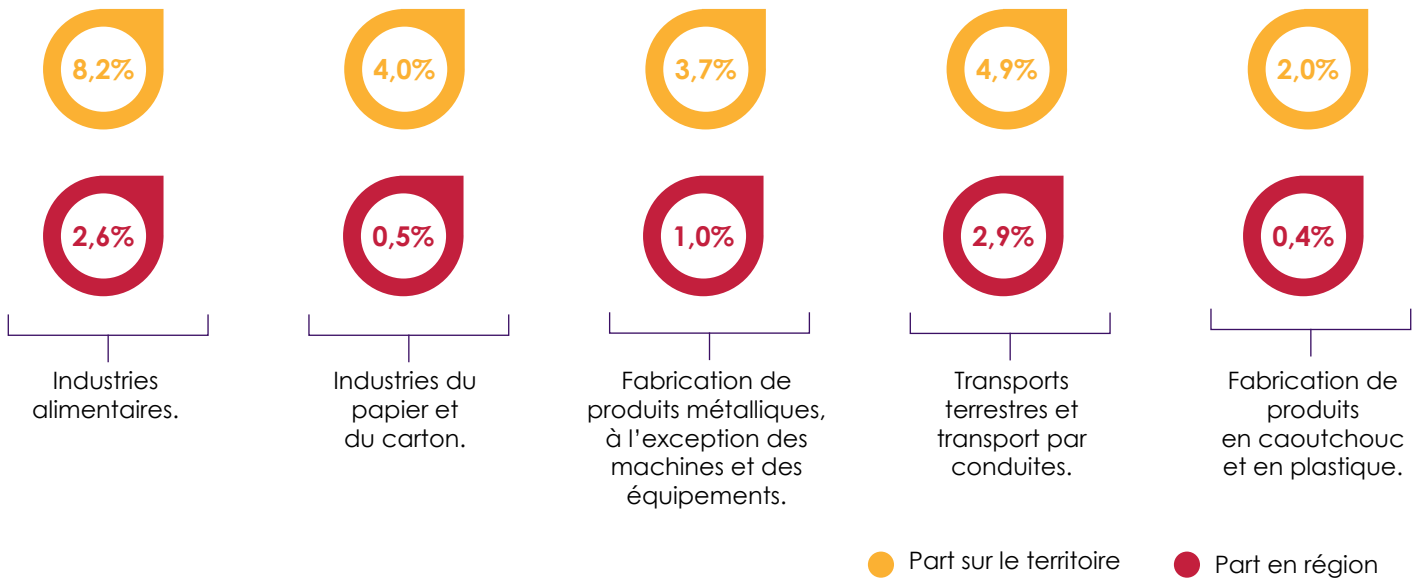 8,2%
4,0%
3,7%
4,9%
2,0%
2,6%
0,5%
1,0%
2,9%
0,4%
Industries
alimentaires.
Industries du
papier et
du carton.
Fabrication de
produits métalliques,
à l’exception des
machines et des
équipements.
Transports
terrestres et
transport par
conduites.
Fabrication de
produits
en caoutchouc
et en plastique.
Part sur le territoire
Part en région